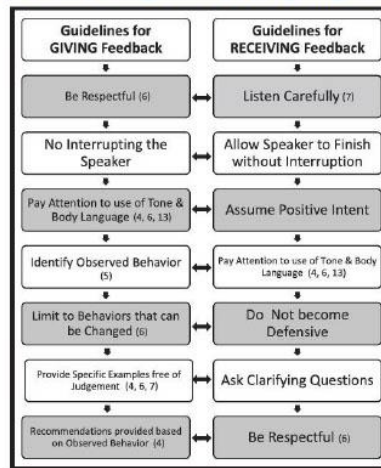 Guidelines for
GIVING Feedback
Guidelines for
RECEIVING Feedback
Be Respectful (6)
Listen Carefully (7)
No Interrupting the
Speaker
Allow Speaker to Finish
without Interruption
Pay Attention to use of Tone &
Body Language (4, 6, 13)
Assume Positive Intent
Identify Observed Behavior
(5)
Pay Attention to use of Tone & Body
Language (4, 6, 13)
Limit to Behaviors that can
be Changed (6)
Do Not become
Defensive
Provide Specific Examples free of
Judgement (4, 6, 7)
Ask Clarifying Questions
Recommendations provided based
on Observed Behavior (4)
Be Respectful (6)